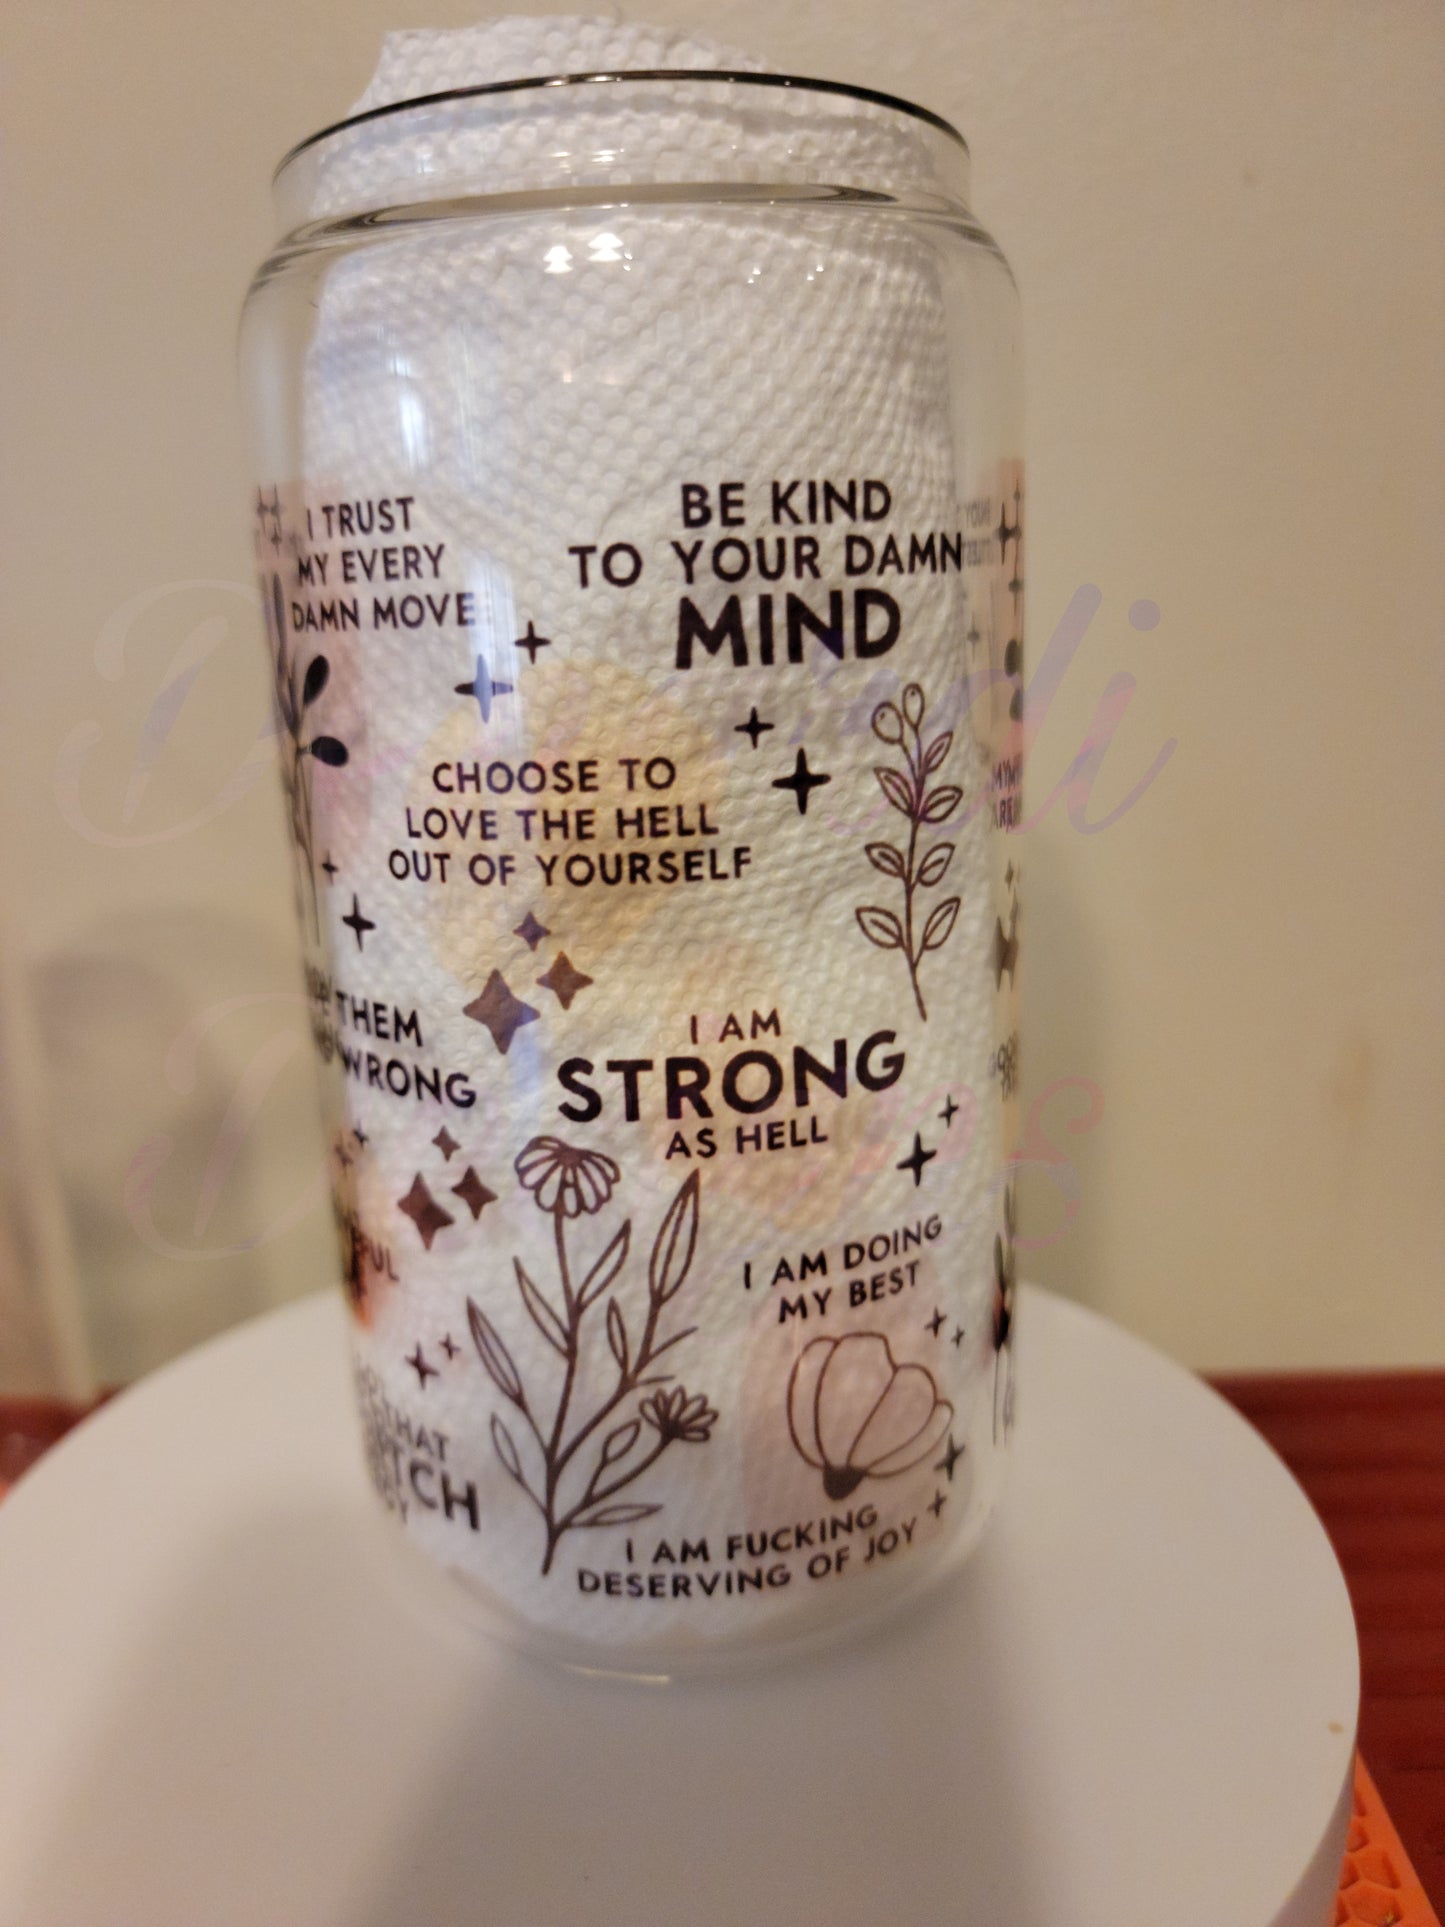 I TRUST
MY EVERY
DAMN MOVE
BE KIND
TO YOUR DAMN
MIND
CHOOSE TO
LOVE THE HELL
OUT OF YOURSELF
THEM
WRONG
I AM
STRONG
AS HELL
I AM DOING
MY BEST
THAT
I AM FUCKING
DESERVING OF JOY